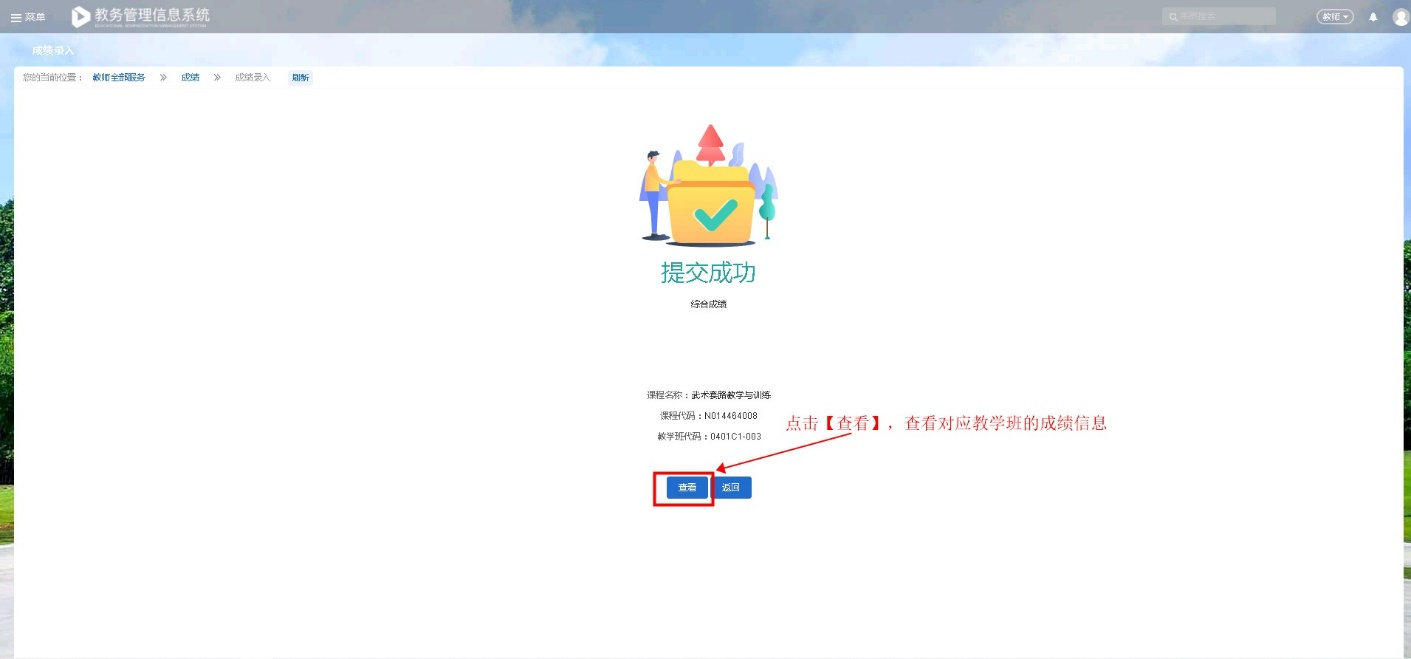 菜单
教务管理信息系统
教师
成绩录入
您的当前位置： 教师全部服务 》 成绩 》 成绩录入 刷新
提交成功
综合成绩
课程名称：武术套路教学与训练
课程代码：N014464008
点击【查看】，查看对应教学班的成绩信息
教学班代码：0401C1-003
查看 返回